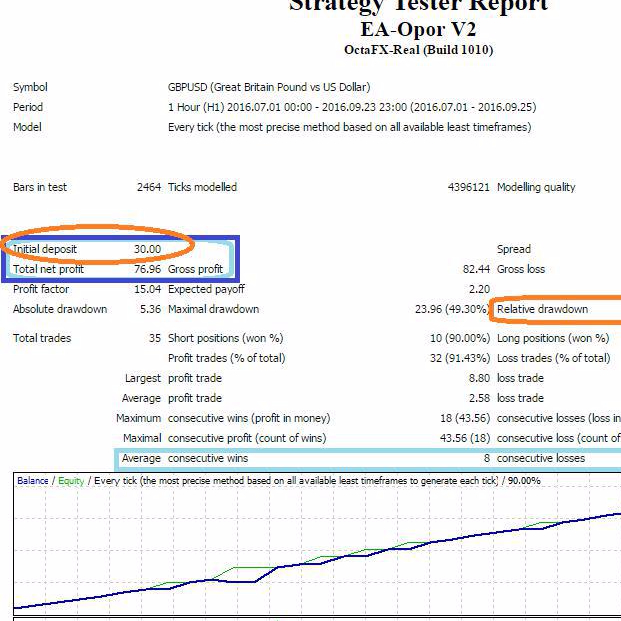 Strategy Tester Report
EA-Opor V2
OctaFX-Real (Build 1010)
Symbol GBPUSD (Great Britain Pound vs US Dollar)
Period 1 Hour (H1) 2016.07.01 00:00 - 2016.09.23 23:00 (2016.07.01 - 2016.09.25)
Model Every tick (the most precise method based on all available least timeframes)
Bars in test 2464 Ticks modelled 4396121 Modelling quality
Initial deposit 30.00 Spread
Total net profit 76.96 Gross profit 82.44 Gross loss
Profit factor 15.04 Expected payoff 2.20
Absolute drawdown 5.36 Maximal drawdown 23.96 (49.30%) Relative drawdown
Total trades 35 Short positions (won %) 10 (90.00%) Long positions (won %)
Profit trades (% of total) 32 (91.43%) Loss trades (% of total)
Largest profit trade 8.80 loss trade
Average profit trade 2.58 loss trade
Maximum consecutive wins (profit in money) 18 (43.56) consecutive losses (loss in
Maximal consecutive profit (count of wins) 43.56 (18) consecutive loss (count of
Average consecutive wins 8 consecutive losses
Balance / Equity / Every tick (the most precise method based on all available least timeframes to generate each tick) / 90.00%